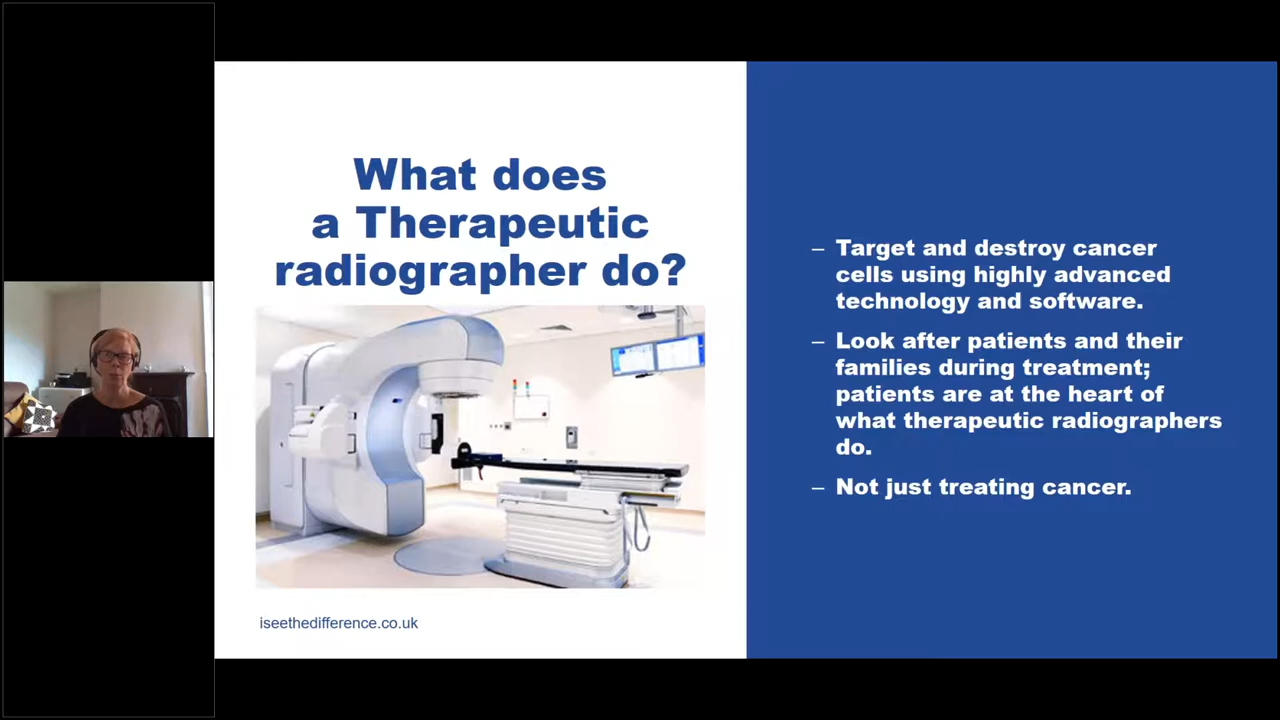 What does
a Therapeutic
radiographer do?
iseethedifference.co.uk
– Target and destroy cancer
cells using highly advanced
technology and software.
– Look after patients and their
families during treatment;
patients are at the heart of
what therapeutic radiographers
do.
– Not just treating cancer.